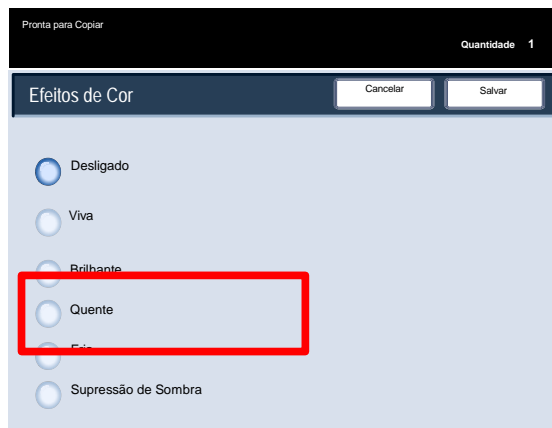 Pronta para Copiar
Quantidade 1
Efeitos de Cor
Cancelar
Salvar
Desligado
Viva
Brilhante
Quente
Supressão de Sombra